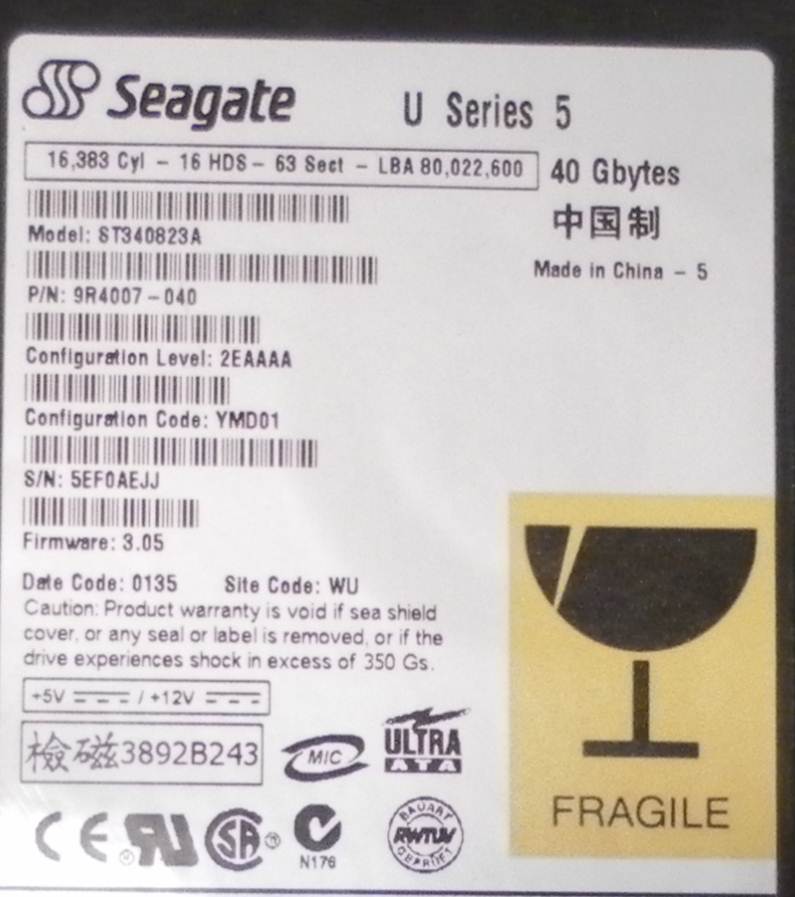 Seagate U Series 5
16,383 Cyl - 16 HDS - 63 Sect - LBA 80,022,600
40 Gbytes
中国制
Model: ST340823A
Made in China - 5
P/N: 9R4007-040
Configuration Level: 2EAAAA
Configuration Code: YMD01
S/N: 5EF0AEJJ
Firmware: 3.05
Date Code: 0135 Site Code: WU
Caution: Product warranty is void if sea shield
cover, or any seal or label is removed, or if the
drive experiences shock in excess of 350 Gs.
+5V / +12V
檢磁3892B243
MIC
ULTRA
ATA
CE
SA
N176
BAUART
RWTUV
GEPRÜFT
FRAGILE